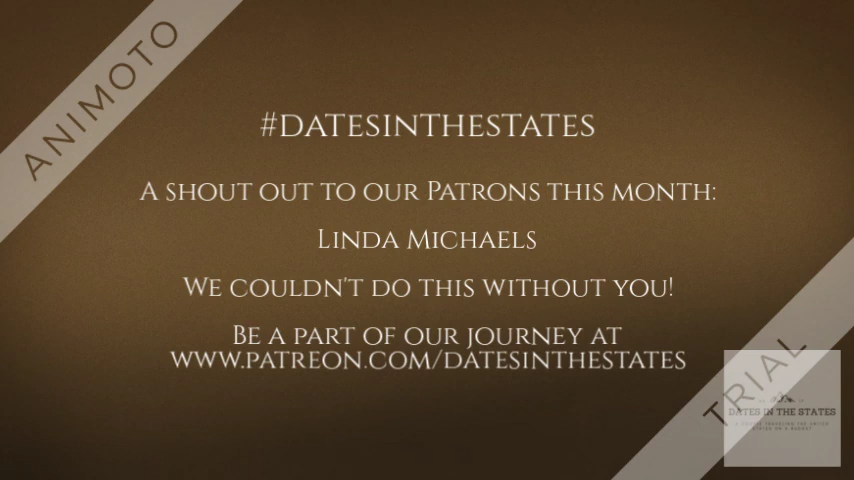 ANIMOTO
#DATESINTHESTATES
A SHOUT OUT TO OUR PATRONS THIS MONTH:
LINDA MICHAELS
WE COULDN'T DO THIS WITHOUT YOU!
BE A PART OF OUR JOURNEY AT
WWW.PATREON.COM/DATESINTHESTATES
TRIAL
DATES IN THE STATES